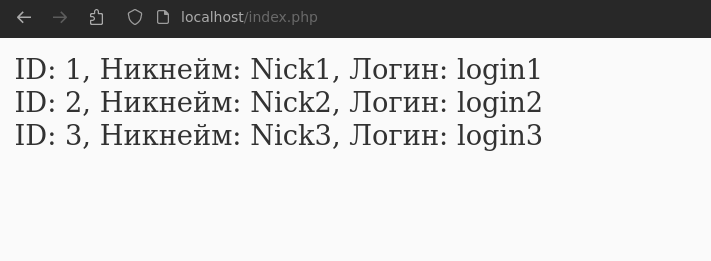 localhost/index.php
ID: 1, Никнейм: Nick1, Логин: login1
ID: 2, Никнейм: Nick2, Логин: login2
ID: 3, Никнейм: Nick3, Логин: login3